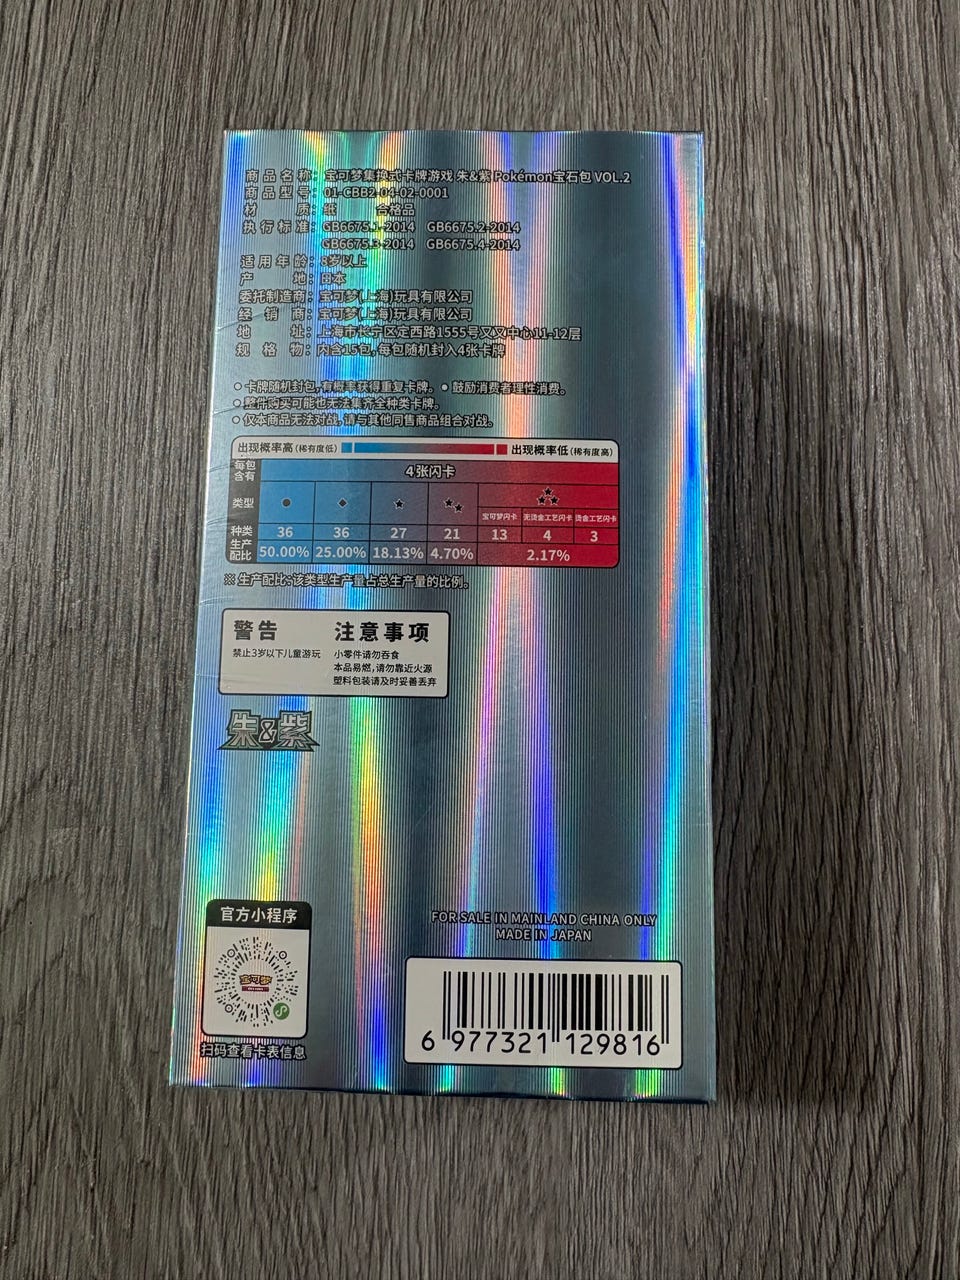 商品名称：宝可梦集换式卡牌游戏 朱&紫 Pokémon宝石包 VOL.2
商品型号：01-CBB2-04-02-0001
材质：纸 合格品
执行标准：GB6675.1-2014 GB6675.2-2014
GB6675.3-2014 GB6675.4-2014
适用年龄：8岁以上
产地：日本
委托制造商：宝可梦(上海)玩具有限公司
经销商：宝可梦(上海)玩具有限公司
地址：上海市长宁区定西路1555号又又中心11-12层
规格物：内含15包，每包随机封入4张卡牌
●卡牌随机封包，有概率获得重复卡牌。●鼓励消费者理性消费。
●整件购买可能也无法集齐全种类卡牌。
●仅本商品无法对战，请与其他同售商品组合对战。
出现概率高(稀有度低) 出现概率低(稀有度高)
每包含有 4张闪卡
类型 ● ◆ ★ ★★ ★★★
宝可梦闪卡 无烫金工艺闪卡 烫金工艺闪卡
种类 36 36 27 21 13 4 3
生产配比 50.00% 25.00% 18.13% 4.70% 2.17%
※ 生产配比:该类型生产量占总生产量的比例。
警告 注意事项
禁止3岁以下儿童游玩 小零件请勿吞食
本品易燃,请勿靠近火源
塑料包装请及时妥善丢弃
朱&紫
官方小程序
宝可梦
扫码查看卡表信息
FOR SALE IN MAINLAND CHINA ONLY
MADE IN JAPAN
6 977321 129816